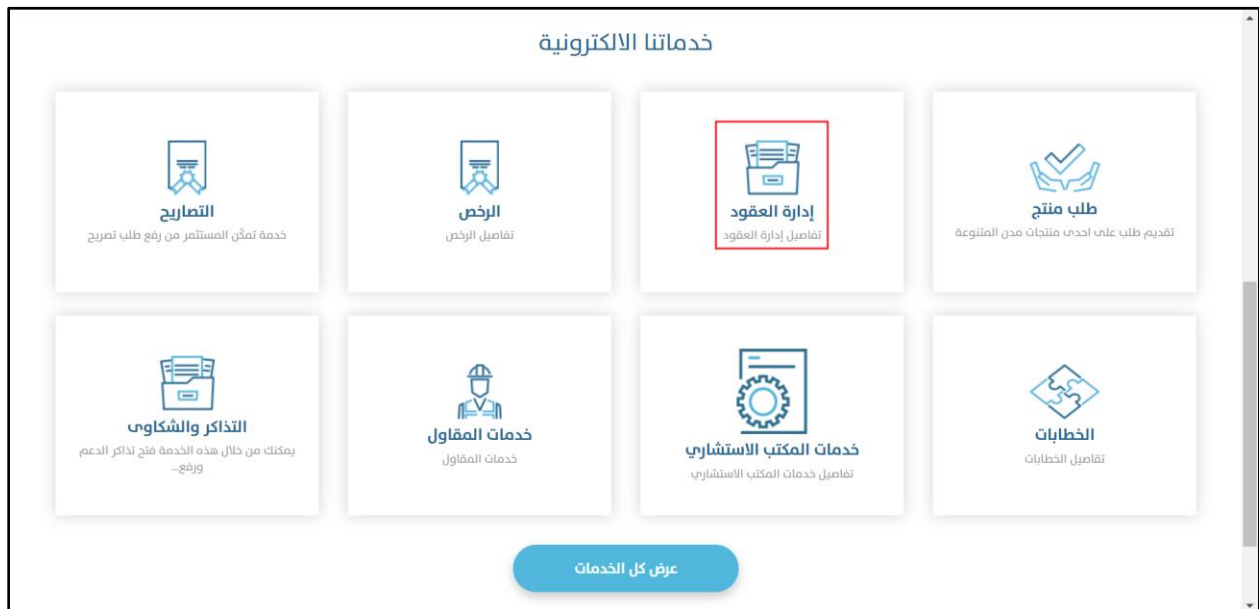 خدماتنا الالكترونية
طلب منتج
تقديم طلب على احدى منتجات مدن المتنوعة
إدارة العقود
تفاصيل إدارة العقود
الرخص
تفاصيل الرخص
التصاريح
خدمة تمكّن المستثمر من رفع طلب تصريح
الخطابات
تفاصيل الخطابات
خدمات المكتب الاستشاري
تفاصيل خدمات المكتب الاستشاري
خدمات المقاول
خدمات المقاول
التذاكر والشكاوى
يمكنك من خلال هذه الخدمة فتح تذاكر الدعم
ورفع...
عرض كل الخدمات